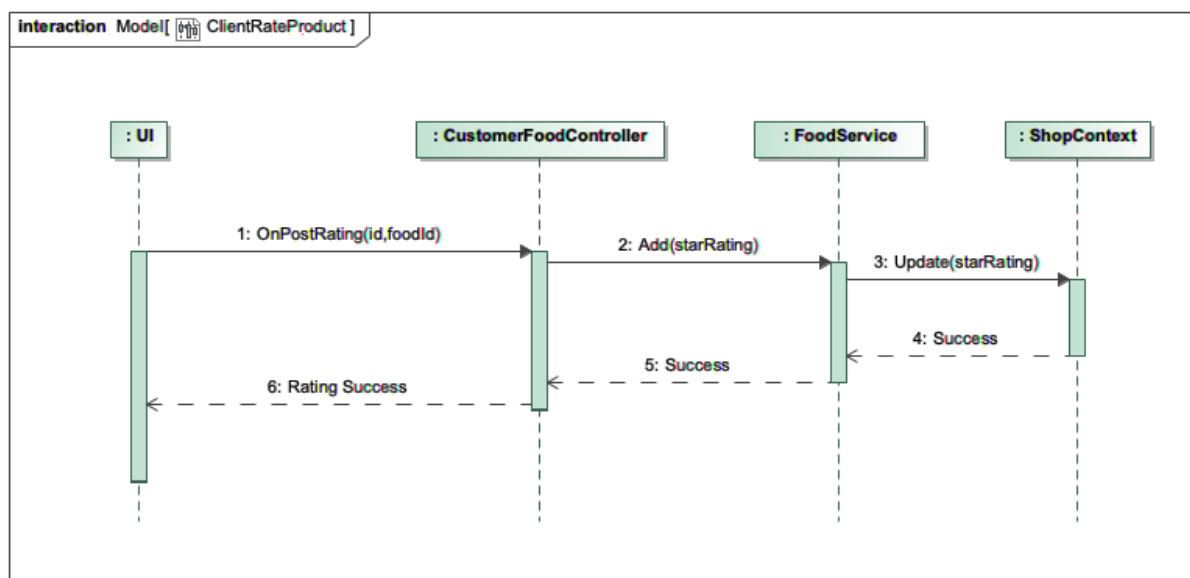 interaction Model[ ClientRateProduct ]
: UI
: CustomerFoodController
: FoodService
: ShopContext
1: OnPostRating(id,foodId)
2: Add(starRating)
3: Update(starRating)
4: Success
5: Success
6: Rating Success